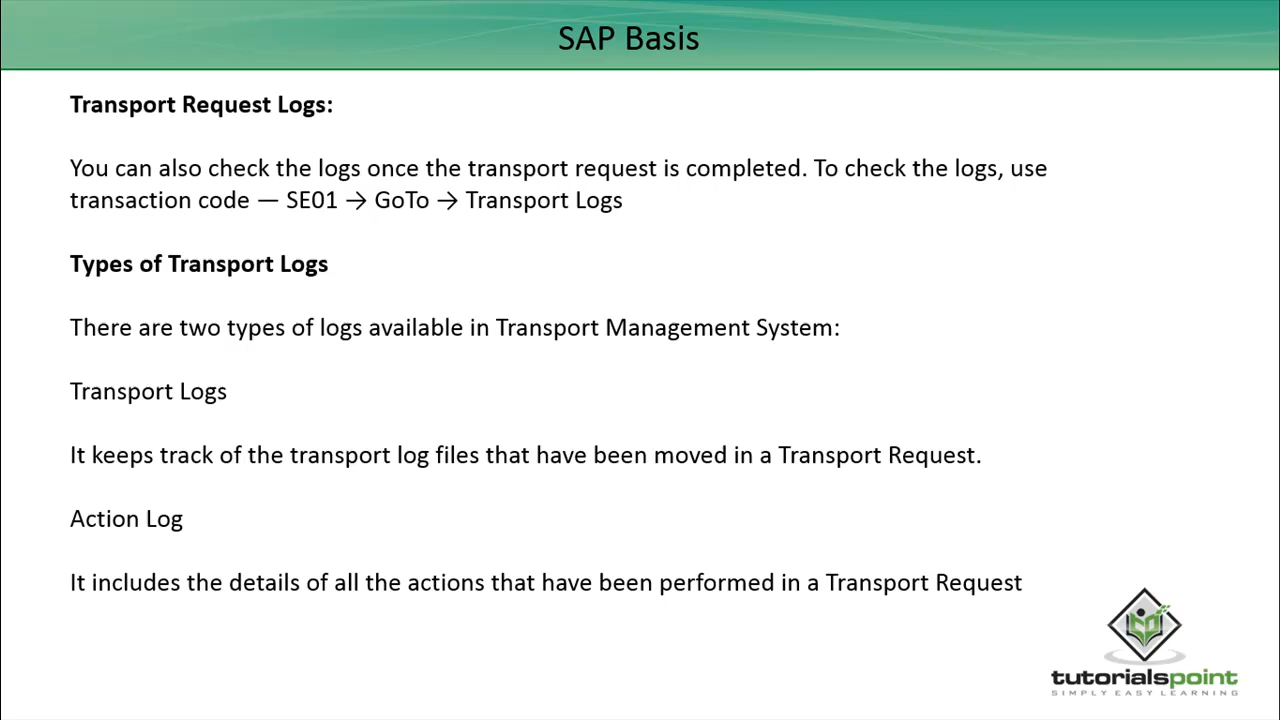 SAP Basis
Transport Request Logs:
You can also check the logs once the transport request is completed. To check the logs, use
transaction code — SE01 → GoTo → Transport Logs
Types of Transport Logs
There are two types of logs available in Transport Management System:
Transport Logs
It keeps track of the transport log files that have been moved in a Transport Request.
Action Log
It includes the details of all the actions that have been performed in a Transport Request
tutorialspoint
SIMPLY EASY LEARNING